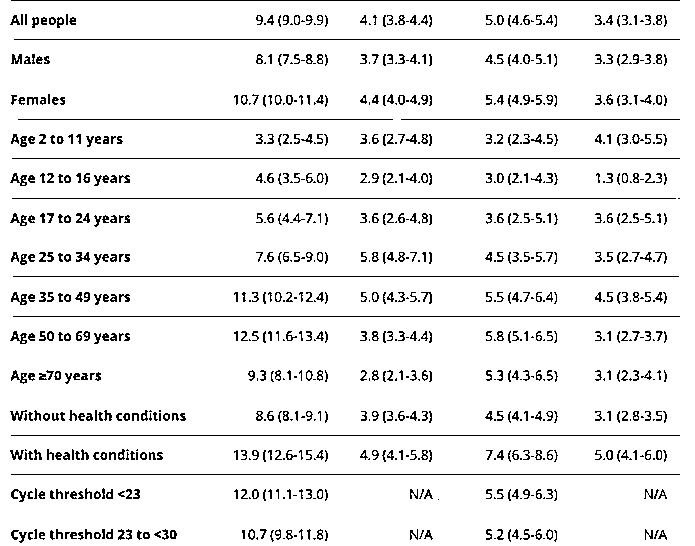 All people 9.4 (9.0-9.9) 4.1 (3.8-4.4) 5.0 (4.6-5.4) 3.4 (3.1-3.8)
Males 8.1 (7.5-8.8) 3.7 (3.3-4.1) 4.5 (4.0-5.1) 3.3 (2.9-3.8)
Females 10.7 (10.0-11.4) 4.4 (4.0-4.9) 5.4 (4.9-5.9) 3.6 (3.1-4.0)
Age 2 to 11 years 3.3 (2.5-4.5) 3.6 (2.7-4.8) 3.2 (2.3-4.5) 4.1 (3.0-5.5)
Age 12 to 16 years 4.6 (3.5-6.0) 2.9 (2.1-4.0) 3.0 (2.1-4.3) 1.3 (0.8-2.3)
Age 17 to 24 years 5.6 (4.4-7.1) 3.6 (2.6-4.8) 3.6 (2.5-5.1) 3.6 (2.5-5.1)
Age 25 to 34 years 7.6 (6.5-9.0) 5.8 (4.8-7.1) 4.5 (3.5-5.7) 3.5 (2.7-4.7)
Age 35 to 49 years 11.3 (10.2-12.4) 5.0 (4.3-5.7) 5.5 (4.7-6.4) 4.5 (3.8-5.4)
Age 50 to 69 years 12.5 (11.6-13.4) 3.8 (3.3-4.4) 5.8 (5.1-6.5) 3.1 (2.7-3.7)
Age ≥70 years 9.3 (8.1-10.8) 2.8 (2.1-3.6) 5.3 (4.3-6.5) 3.1 (2.3-4.1)
Without health conditions 8.6 (8.1-9.1) 3.9 (3.6-4.3) 4.5 (4.1-4.9) 3.1 (2.8-3.5)
With health conditions 13.9 (12.6-15.4) 4.9 (4.1-5.8) 7.4 (6.3-8.6) 5.0 (4.1-6.0)
Cycle threshold <23 12.0 (11.1-13.0) N/A 5.5 (4.9-6.3) N/A
Cycle threshold 23 to <30 10.7 (9.8-11.8) N/A 5.2 (4.5-6.0) N/A